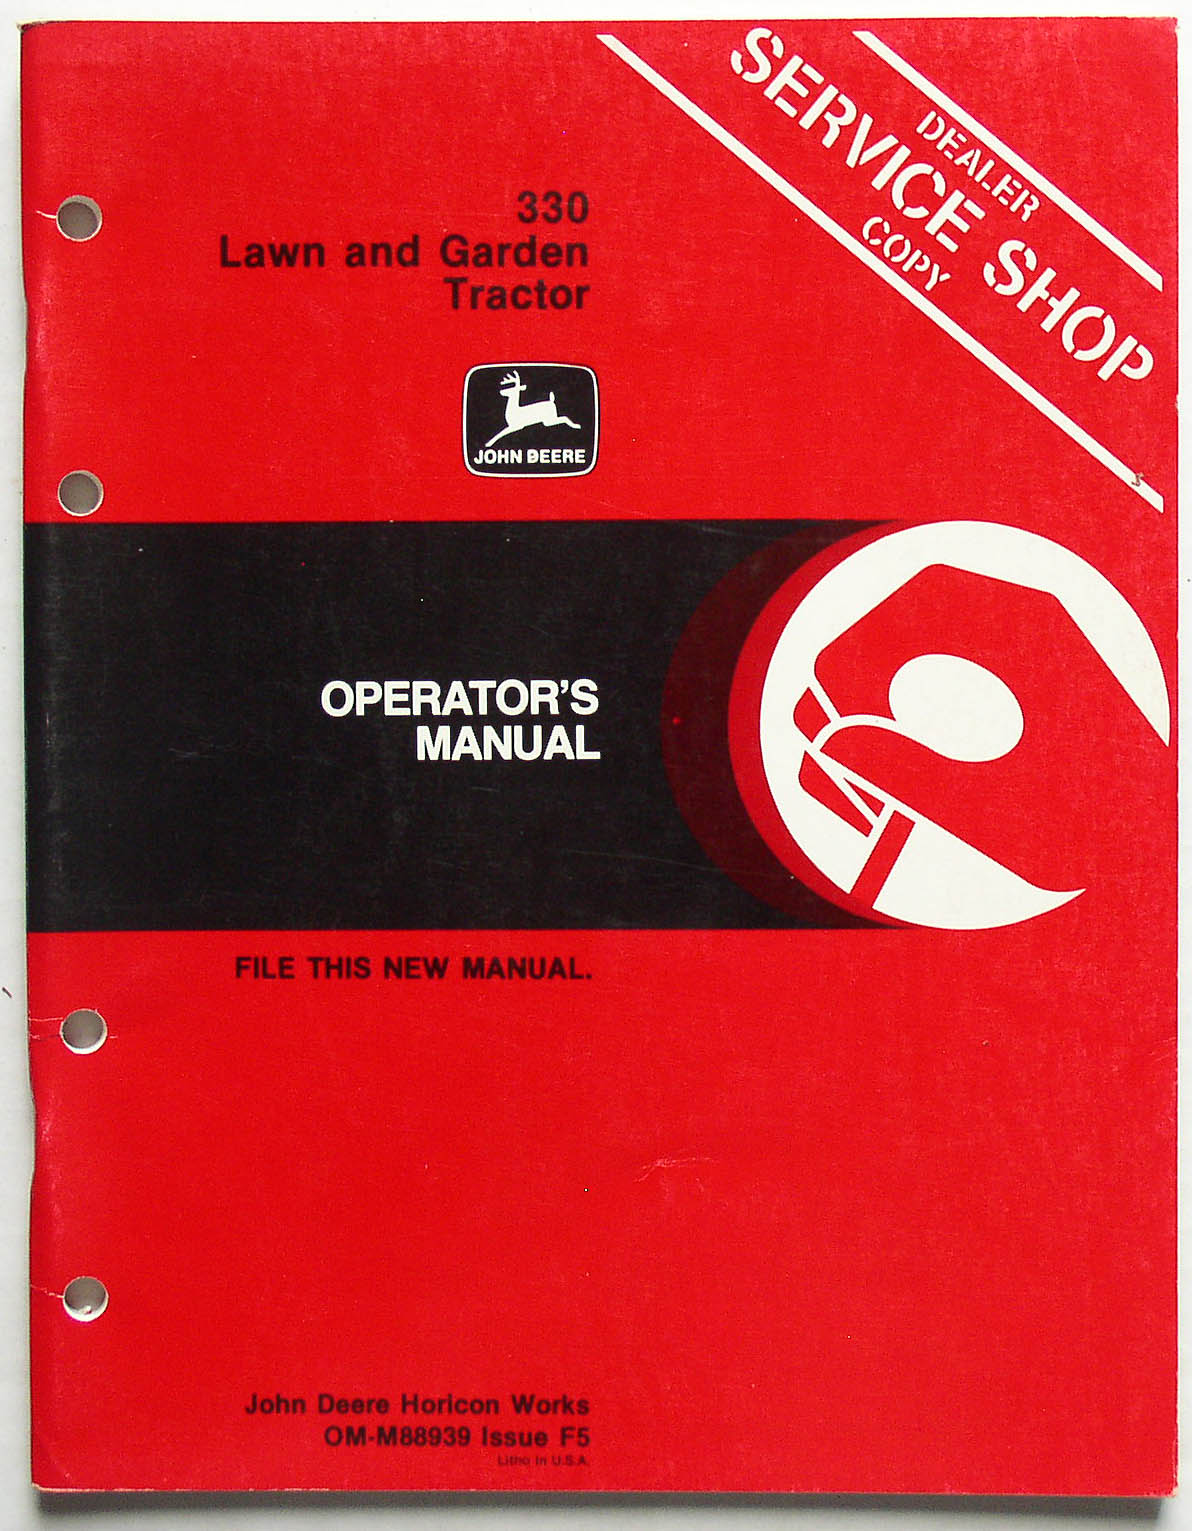 DEALER
SERVICE SHOP
COPY
330
Lawn and Garden
Tractor
JOHN DEERE
OPERATOR'S
MANUAL
FILE THIS NEW MANUAL.
John Deere Horicon Works
OM-M88939 Issue F5
Litho in U.S.A.